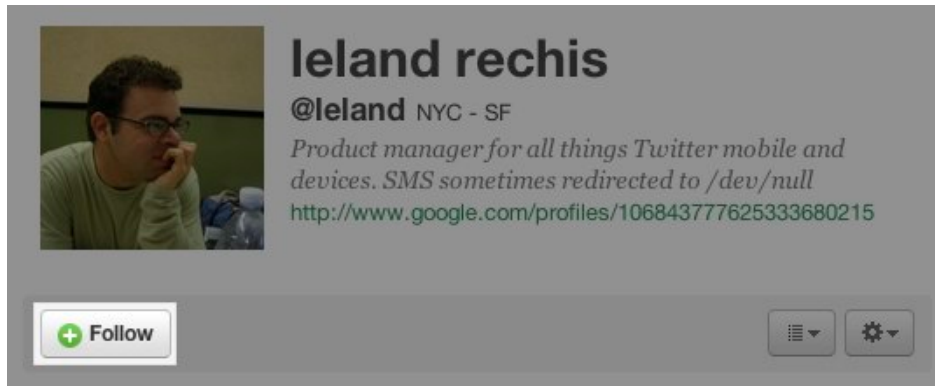 leland rechis
@leland NYC - SF
Product manager for all things Twitter mobile and
devices. SMS sometimes redirected to /dev/null
http://www.google.com/profiles/106843777625333680215
Follow